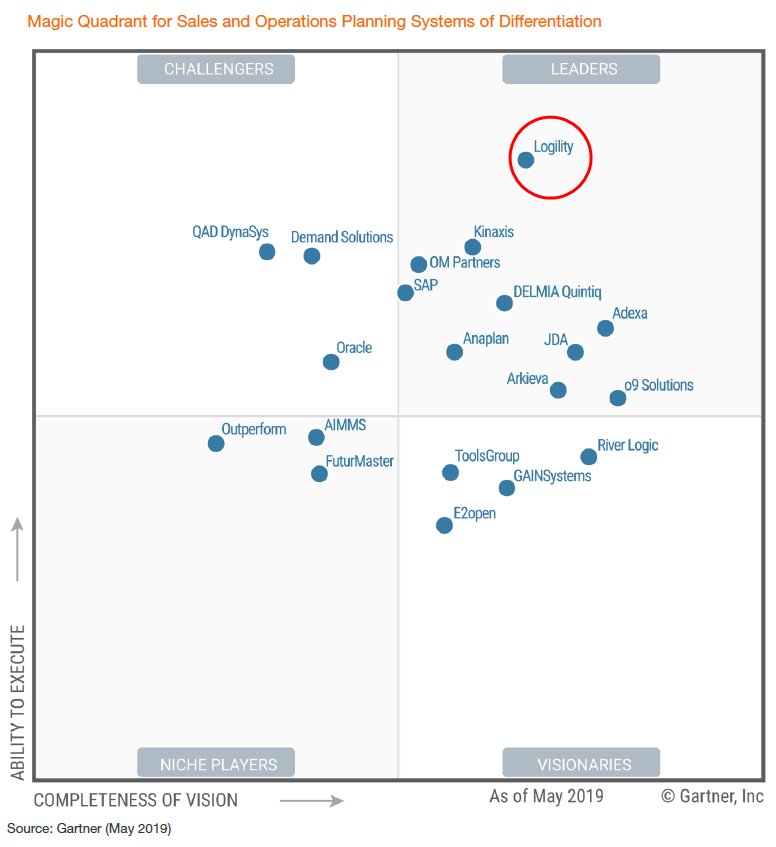 Magic Quadrant for Sales and Operations Planning Systems of Differentiation
CHALLENGERS
LEADERS
Logility
QAD DynaSys
Demand Solutions
Kinaxis
OM Partners
SAP
DELMIA Quintiq
Adexa
Anaplan
JDA
Oracle
Arkieva
o9 Solutions
Outperform
AIMMS
FuturMaster
River Logic
ToolsGroup
GAINSystems
E2open
ABILITY TO EXECUTE
NICHE PLAYERS
VISIONARIES
COMPLETENESS OF VISION
As of May 2019
© Gartner, Inc
Source: Gartner (May 2019)